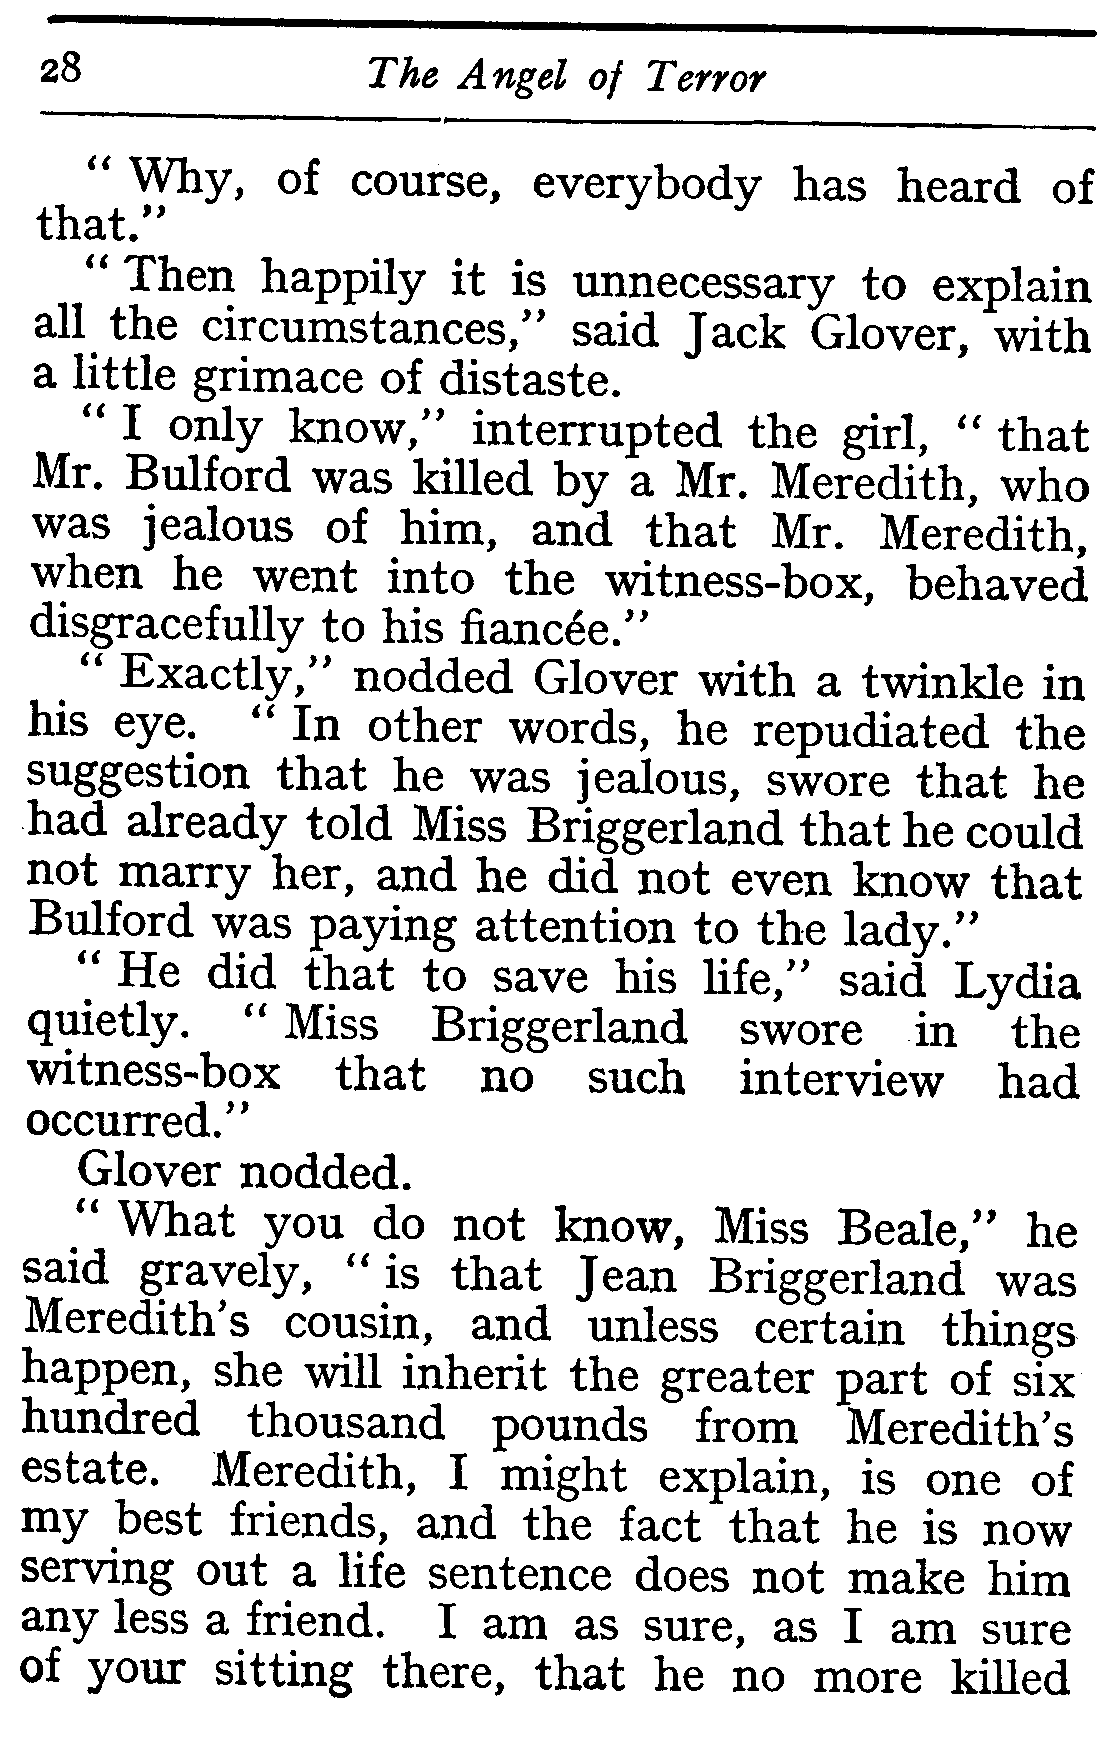 28 The Angel of Terror
“ Why, of course, everybody has heard of
that.”
“ Then happily it is unnecessary to explain
all the circumstances,” said Jack Glover, with
a little grimace of distaste.
“ I only know,” interrupted the girl, “ that
Mr. Bulford was killed by a Mr. Meredith, who
was jealous of him, and that Mr. Meredith,
when he went into the witness-box, behaved
disgracefully to his fiancée.”
“ Exactly,” nodded Glover with a twinkle in
his eye. “ In other words, he repudiated the
suggestion that he was jealous, swore that he
had already told Miss Briggerland that he could
not marry her, and he did not even know that
Bulford was paying attention to the lady.”
“ He did that to save his life,” said Lydia
quietly. “ Miss Briggerland swore in the
witness-box that no such interview had
occurred.”
Glover nodded.
“ What you do not know, Miss Beale,” he
said gravely, “ is that Jean Briggerland was
Meredith’s cousin, and unless certain things
happen, she will inherit the greater part of six
hundred thousand pounds from Meredith’s
estate. Meredith, I might explain, is one of
my best friends, and the fact that he is now
serving out a life sentence does not make him
any less a friend. I am as sure, as I am sure
of your sitting there, that he no more killed